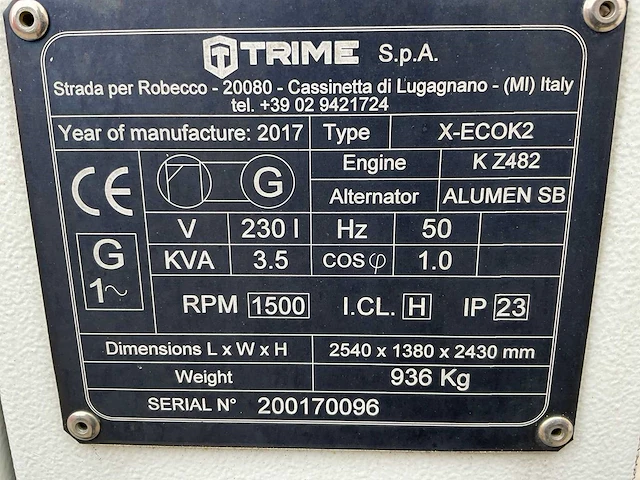 TRIME S.p.A.
Strada per Robecco - 20080 - Cassinetta di Lugagnano - (MI) Italy
tel. +39 02 9421724
Year of manufacture: 2017 Type X-ECOK2
Engine K Z482
CE G Alternator ALUMEN SB
V 230 I Hz 50
G 1~ KVA 3.5 COSφ 1.0
RPM 1500 I.CL. H IP 23
Dimensions L x W x H 2540 x 1380 x 2430 mm
Weight 936 Kg
SERIAL N° 200170096